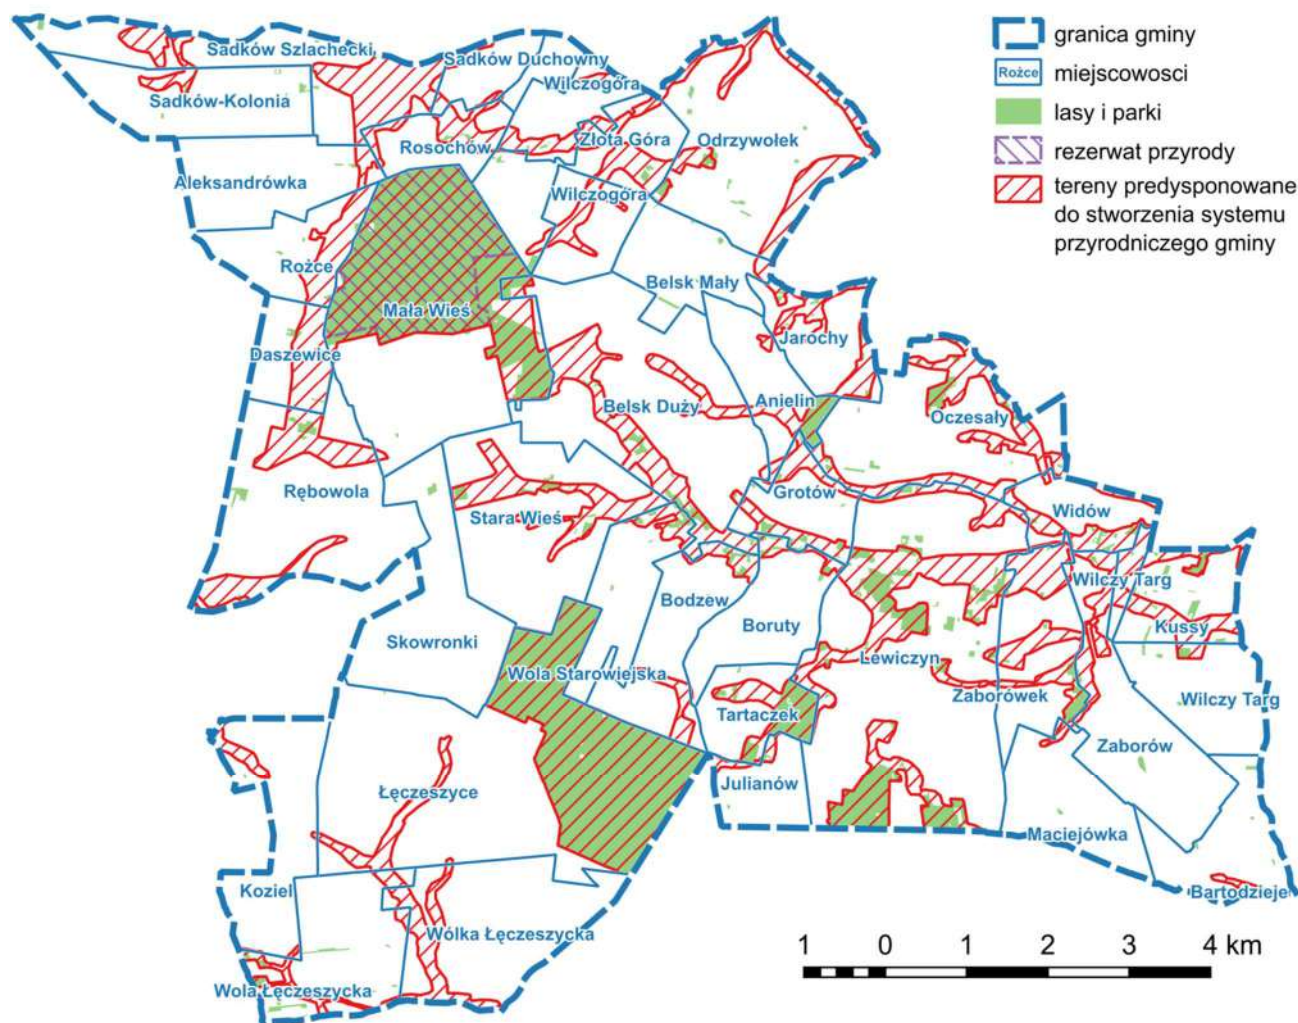 granica gminy
Rożce
miejscowosci
lasy i parki
rezerwat przyrody
tereny predysponowane
do stworzenia systemu
przyrodniczego gminy
Sadków Szlachecki
Sadków Duchowny
Wilczogóra
Sadków-Kolonia
Rosochów
Złota Góra
Odrzywołek
Aleksandrówka
Wilczogóra
Rożce
Belsk Mały
Mała Wieś
Jarochy
Daszewice
Belsk Duży
Anielin
Oczesały
Rębowola
Grotów
Widów
Stara Wieś
Wilczy Targ
Bodzew
Boruty
Kussy
Skowronki
Wola Starowiejska
Lewiczyn
Zaborówek
Wilczy Targ
Tartaczek
Zaborów
Julianów
Łęczeszyce
Maciejówka
Koziel
Bartodzieje
Wólka Łęczeszycka
Wola Łęczeszycka
1 0 1 2 3 4 km